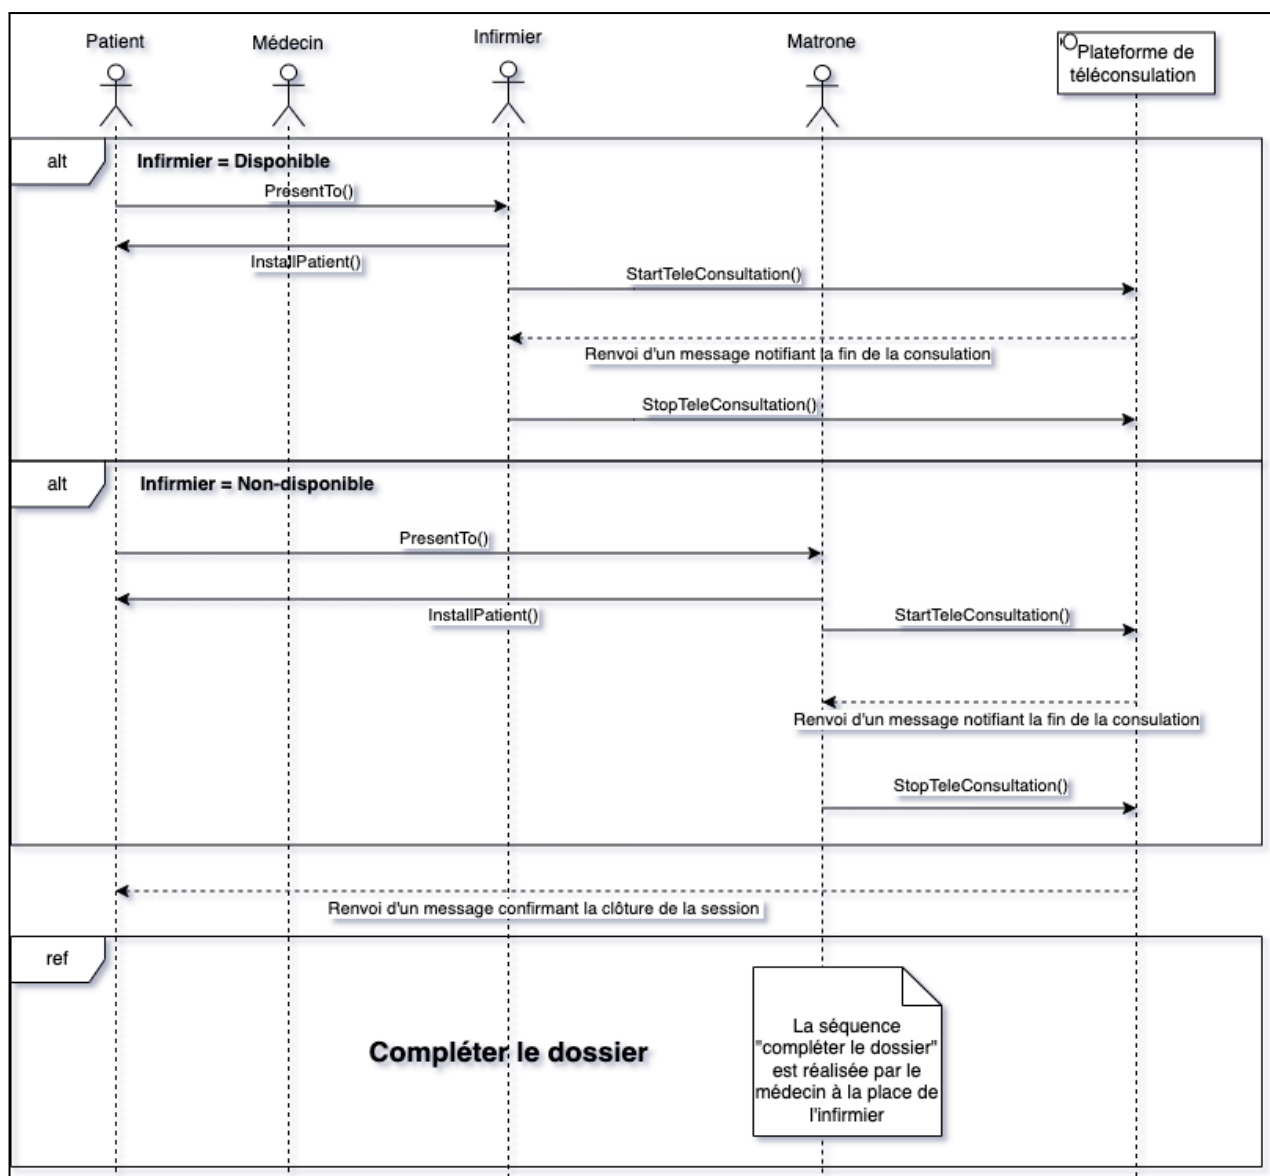 Patient
Médecin
Infirmier
Matrone
Plateforme de
téléconsulation
alt
Infirmier = Disponible
PresentTo()
InstallPatient()
StartTeleConsultation()
Renvoi d'un message notifiant la fin de la consulation
StopTeleConsultation()
alt
Infirmier = Non-disponible
PresentTo()
InstallPatient()
StartTeleConsultation()
Renvoi d'un message notifiant la fin de la consulation
StopTeleConsultation()
Renvoi d'un message confirmant la clôture de la session
ref
Compléter le dossier
La séquence
"compléter le dossier"
est réalisée par le
médecin à la place de
l'infirmier